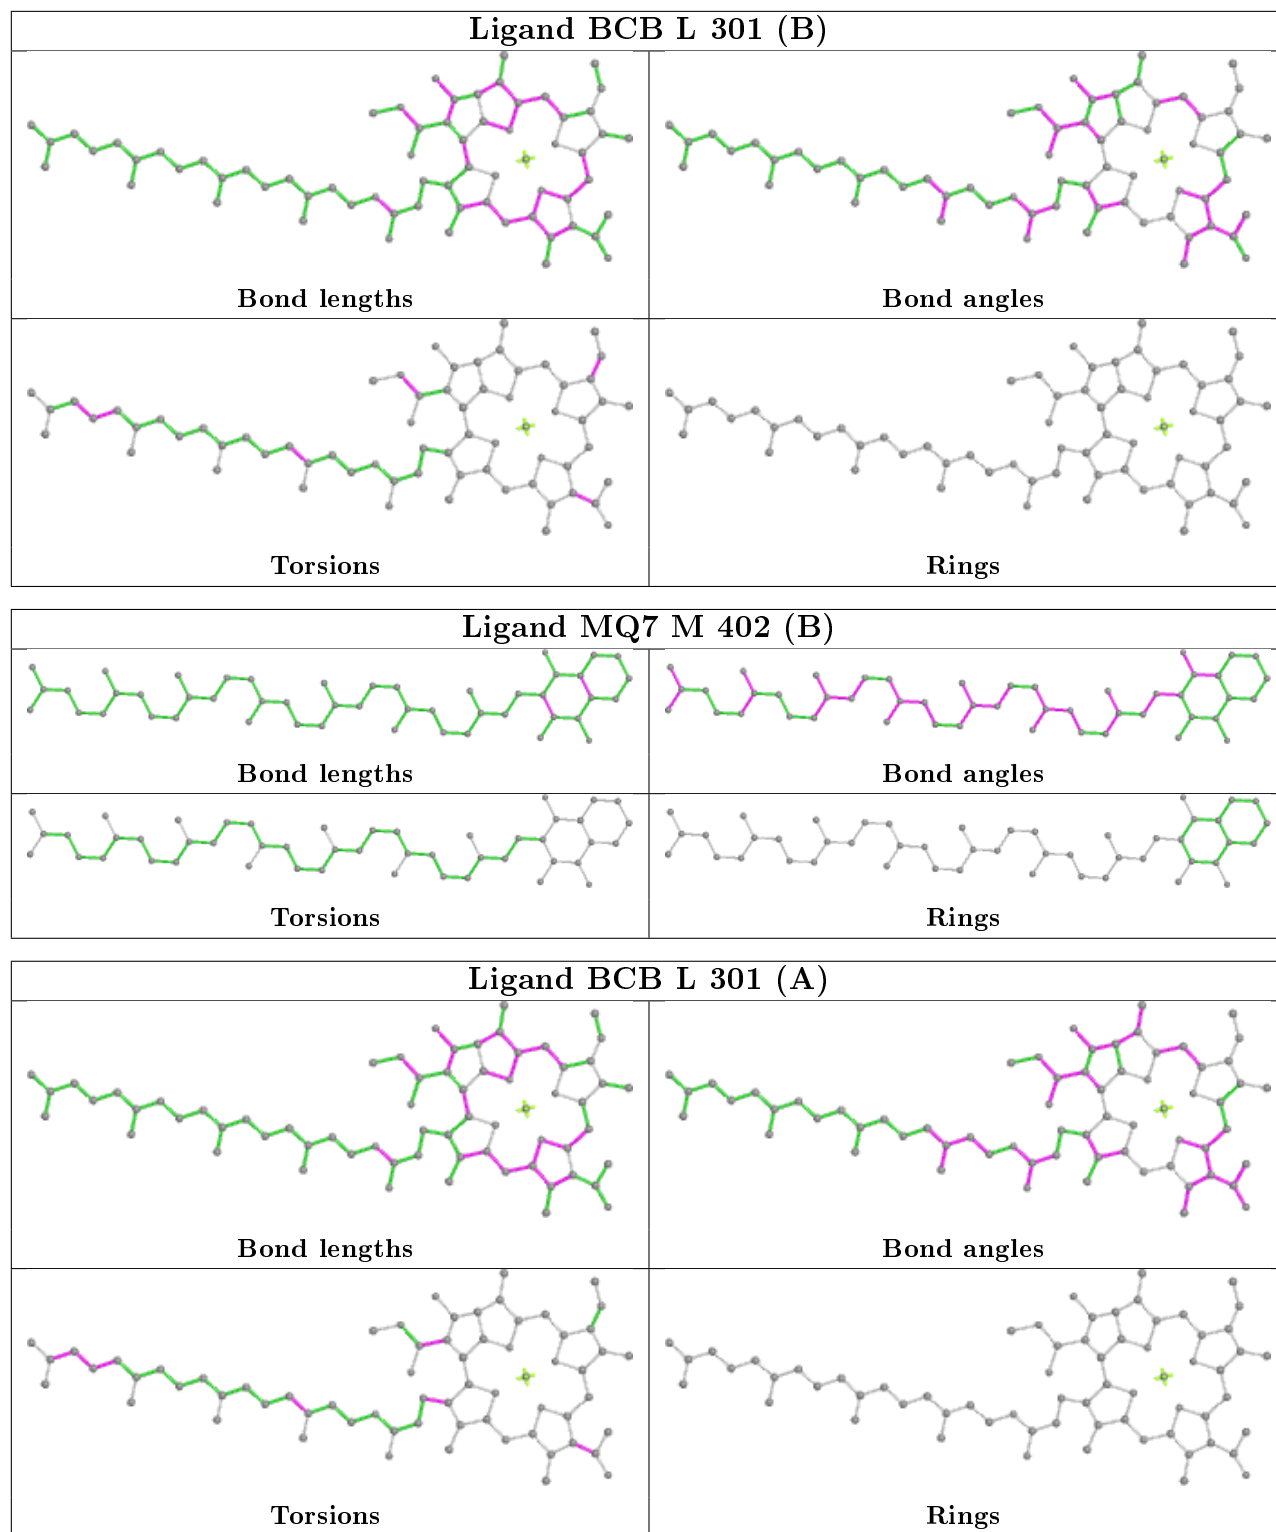 Ligand BCB L 301 (B)
Bond lengths
Bond angles
Torsions
Rings
Ligand MQ7 M 402 (B)
Bond lengths
Bond angles
Torsions
Rings
Ligand BCB L 301 (A)
Bond lengths
Bond angles
Torsions
Rings